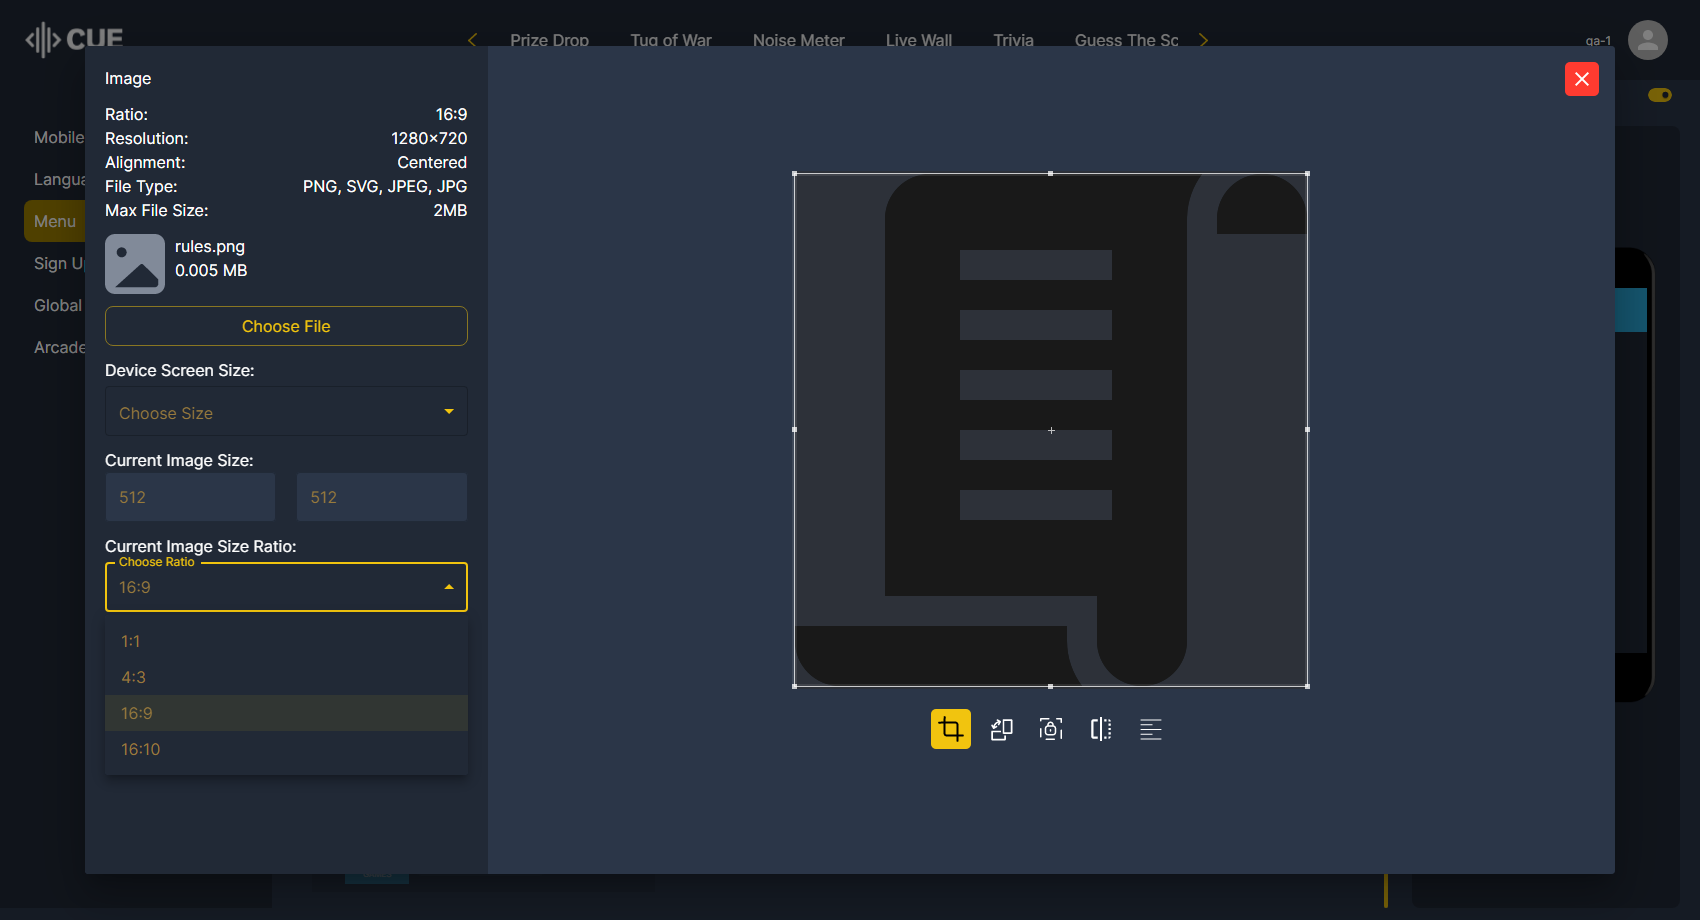 CUE
Prize Drop
Tug of War
Noise Meter
Live Wall
Trivia
Guess The Sc
qa-1
Mobile
Langua
Menu
Sign U
Global
Arcade
Image
Ratio: 16:9
Resolution: 1280×720
Alignment: Centered
File Type: PNG, SVG, JPEG, JPG
Max File Size: 2MB
rules.png
0.005 MB
Choose File
Device Screen Size:
Choose Size
Current Image Size:
512 512
Current Image Size Ratio:
Choose Ratio
16:9
1:1
4:3
16:9
16:10